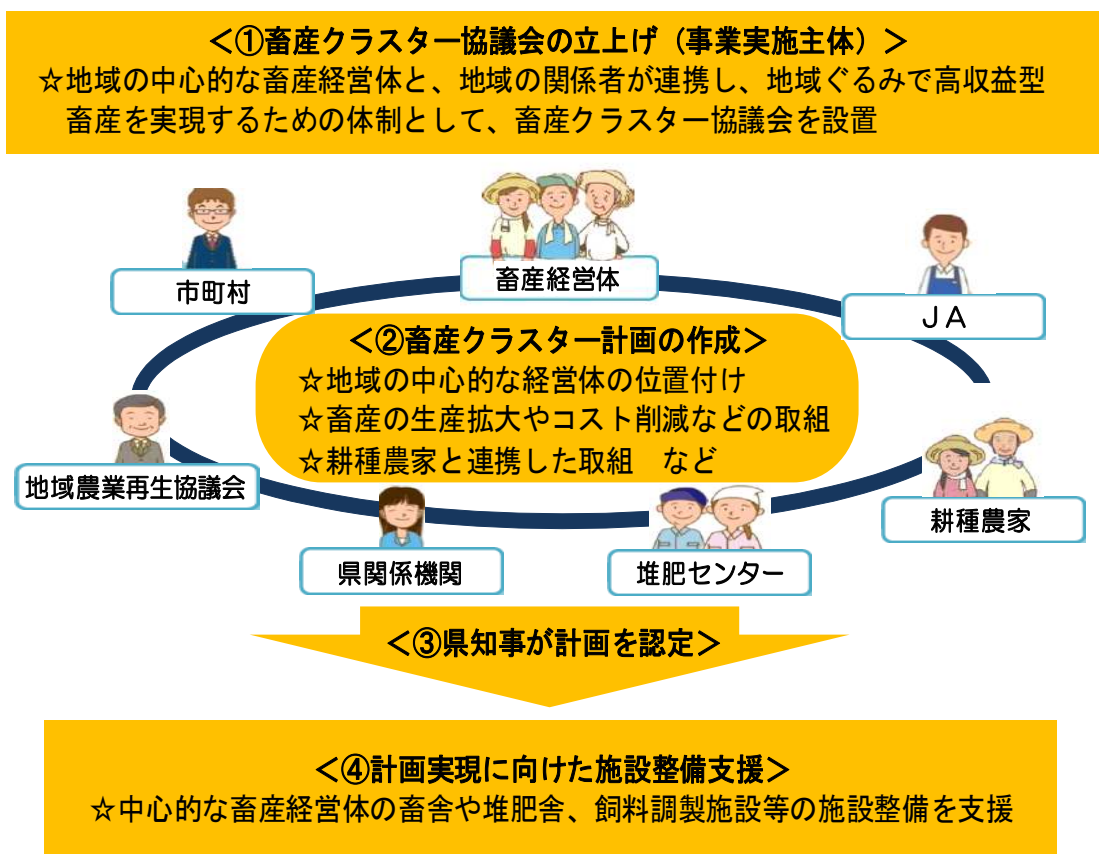 ＜①畜産クラスター協議会の立上げ（事業実施主体）＞
☆地域の中心的な畜産経営体と、地域の関係者が連携し、地域ぐるみで高収益型
畜産を実現するための体制として、畜産クラスター協議会を設置
市町村
畜産経営体
ＪＡ
＜②畜産クラスター計画の作成＞
☆地域の中心的な経営体の位置付け
☆畜産の生産拡大やコスト削減などの取組
☆耕種農家と連携した取組　など
地域農業再生協議会
耕種農家
県関係機関
堆肥センター
＜③県知事が計画を認定＞
＜④計画実現に向けた施設整備支援＞
☆中心的な畜産経営体の畜舎や堆肥舎、飼料調製施設等の施設整備を支援